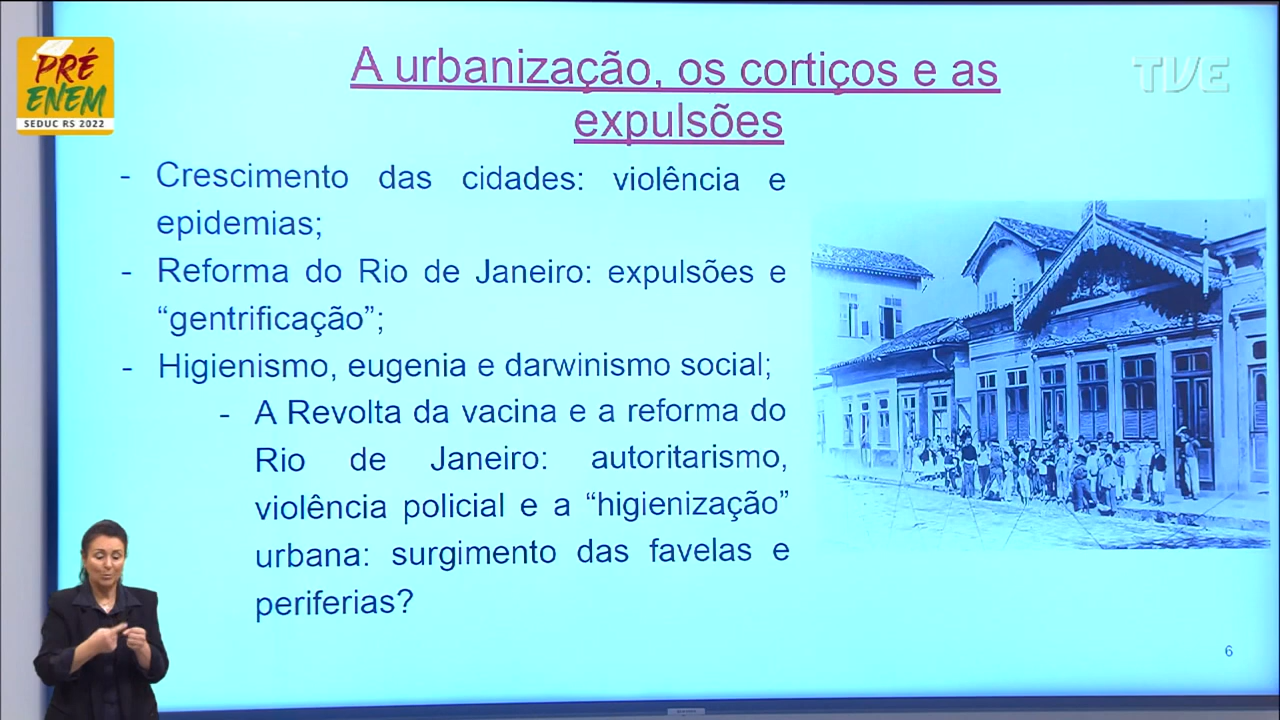 PRÉ
ENEM
SEDUC RS 2022
A urbanização, os cortiços e as
expulsões
TVE
- Crescimento das cidades: violência e
epidemias;
- Reforma do Rio de Janeiro: expulsões e
“gentrificação”;
- Higienismo, eugenia e darwinismo social;
- A Revolta da vacina e a reforma do
Rio de Janeiro: autoritarismo,
violência policial e a “higienização”
urbana: surgimento das favelas e
periferias?
6